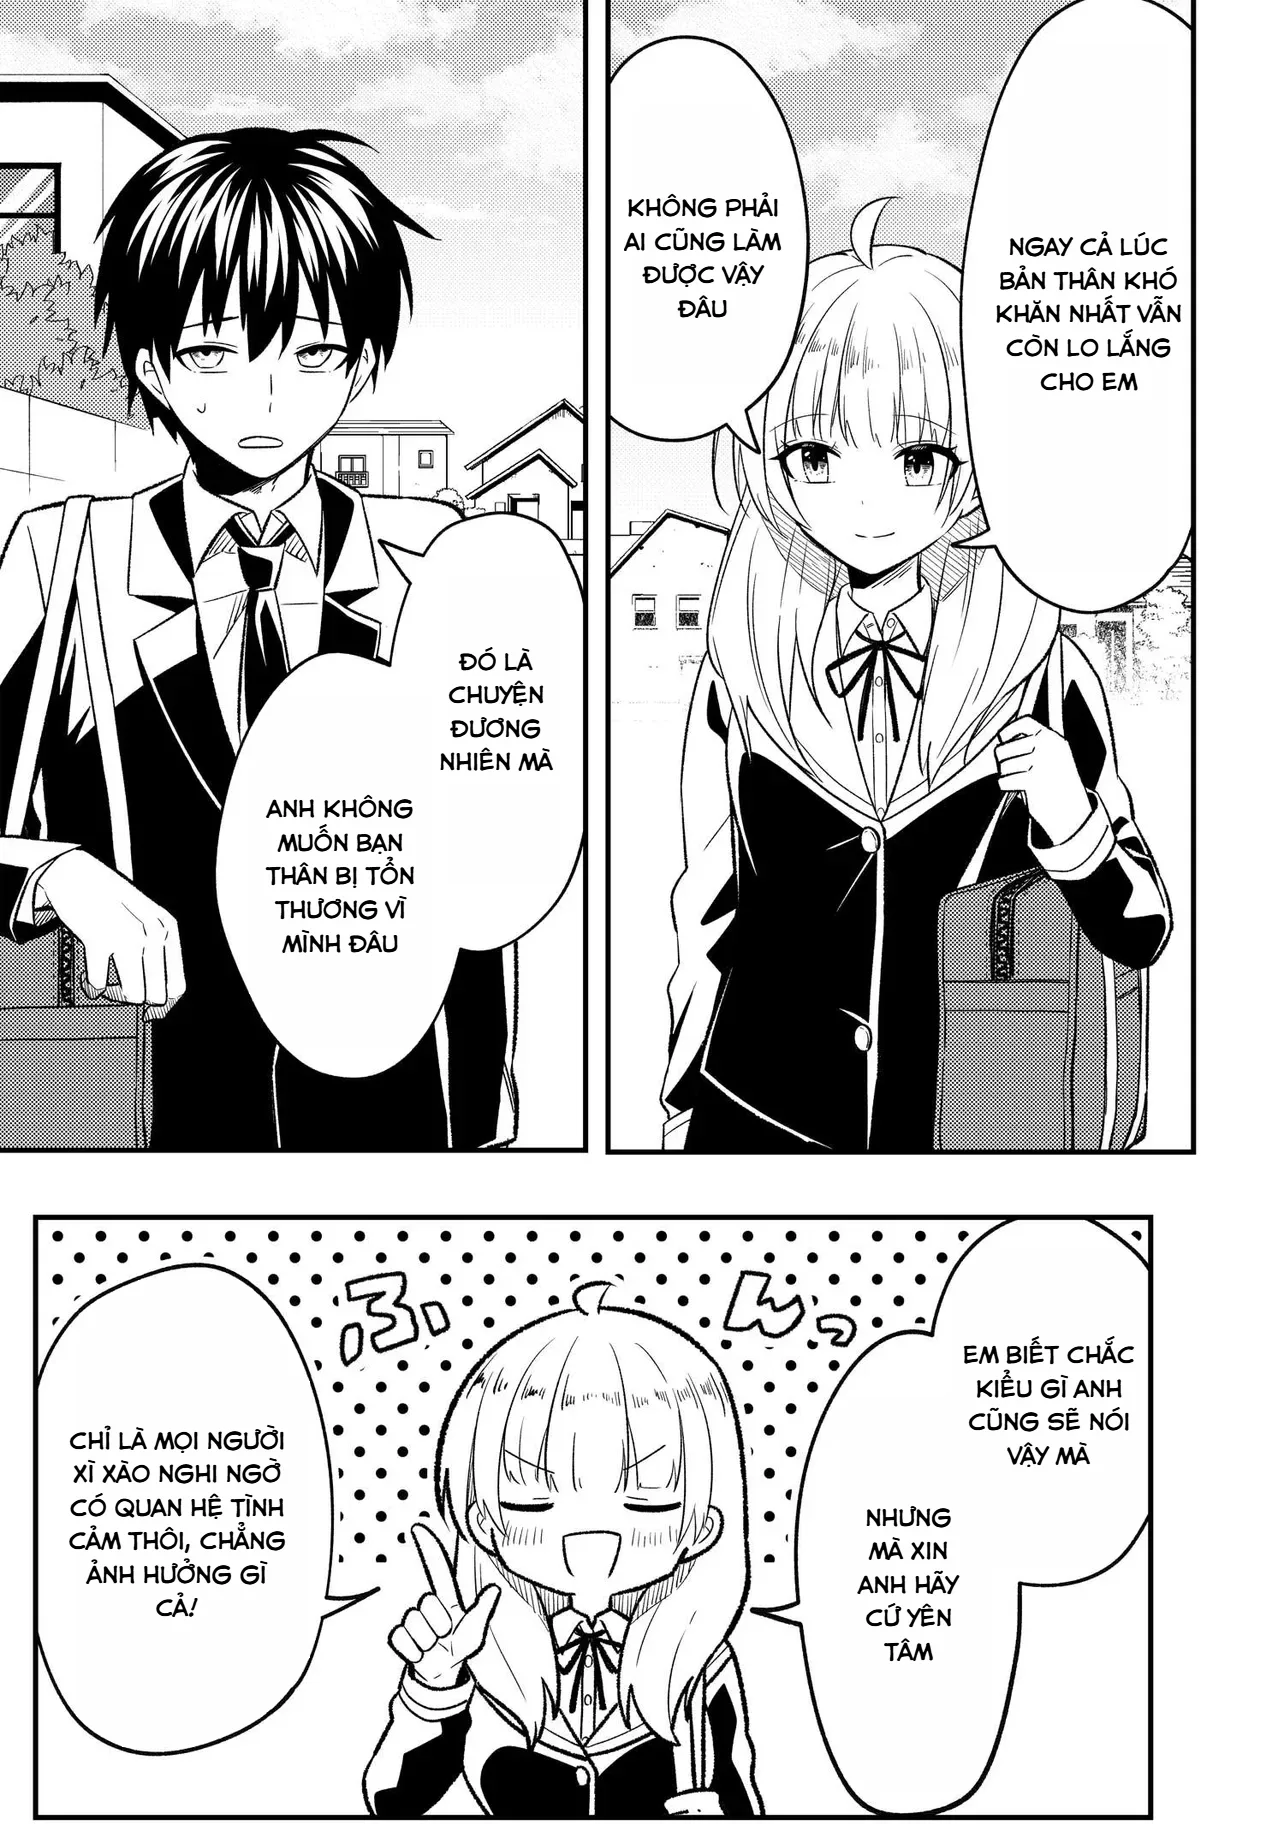 NGAY CẢ LÚC
BẢN THÂN KHÓ
KHĂN NHẤT VẪN
CÒN LO LẮNG
CHO EM
KHÔNG PHẢI
AI CŨNG LÀM
ĐƯỢC VẬY
ĐÂU
ĐÓ LÀ
CHUYỆN
ĐƯƠNG
NHIÊN MÀ
ANH KHÔNG
MUỐN BẠN
THÂN BỊ TỔN
THƯƠNG VÌ
MÌNH ĐÂU
EM BIẾT CHẮC
KIỂU GÌ ANH
CŨNG SẼ NÓI
VẬY MÀ
NHƯNG
MÀ XIN
ANH HÃY
CỨ YÊN
TÂM
ふんっ
CHỈ LÀ MỌI NGƯỜI
XÌ XÀO NGHI NGỜ
CÓ QUAN HỆ TÌNH
CẢM THÔI, CHẲNG
ẢNH HƯỞNG GÌ
CẢ!